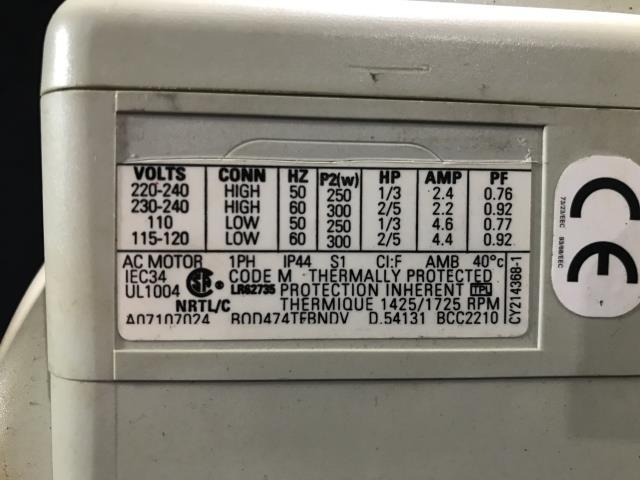 VOLTS CONN HZ P2(w) HP AMP PF
220-240 HIGH 50 250 1/3 2.4 0.76
230-240 HIGH 60 300 2/5 2.2 0.92
110 LOW 50 250 1/3 4.6 0.77
115-120 LOW 60 300 2/5 4.4 0.92
AC MOTOR 1PH IP44 S1 Cl:F AMB 40°c
IEC34 CODE M THERMALLY PROTECTED
UL1004 LR62735 PROTECTION INHERENT TPU
NRTL/C THERMIQUE 1425/1725 RPM
A07107024 D.54131 BCC2210
CY214368-1
CE
73/23/EEC